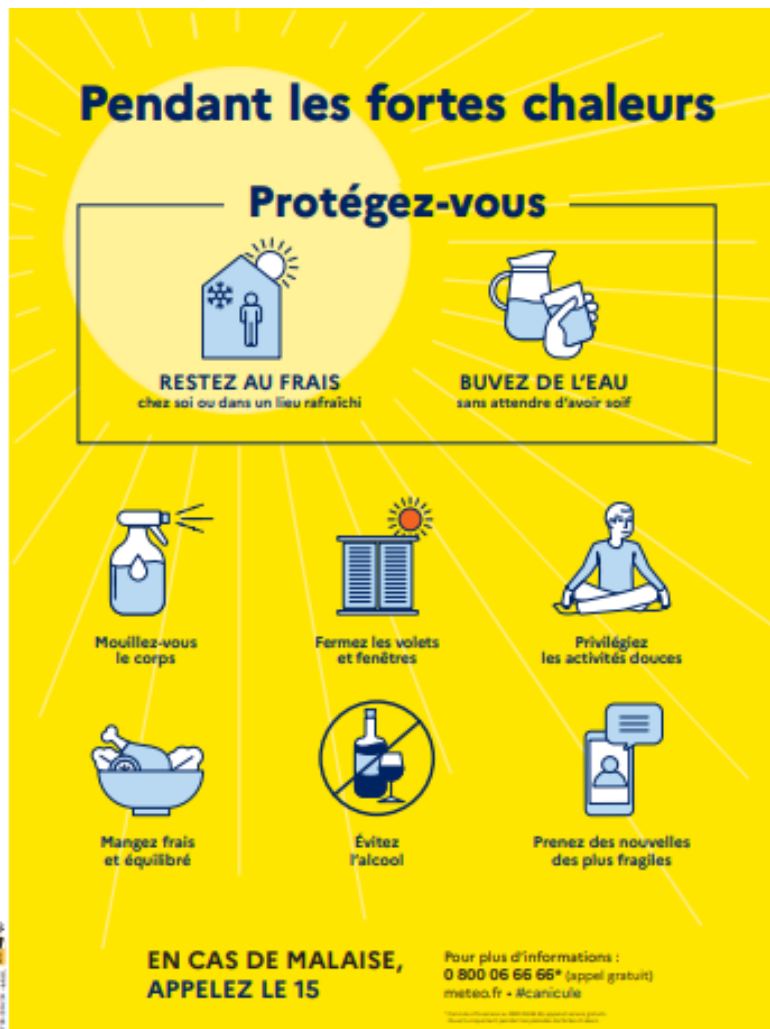 Pendant les fortes chaleurs
Protégez-vous
RESTEZ AU FRAIS
chez soi ou dans un lieu rafraîchi
BUVEZ DE L'EAU
sans attendre d'avoir soif
Mouillez-vous
le corps
Fermez les volets
et fenêtres
Privilégiez
les activités douces
Mangez frais
et équilibré
Évitez
l'alcool
Prenez des nouvelles
des plus fragiles
EN CAS DE MALAISE,
APPELEZ LE 15
Pour plus d'informations :
0 800 06 66 66* (appel gratuit)
meteo.fr • #canicule